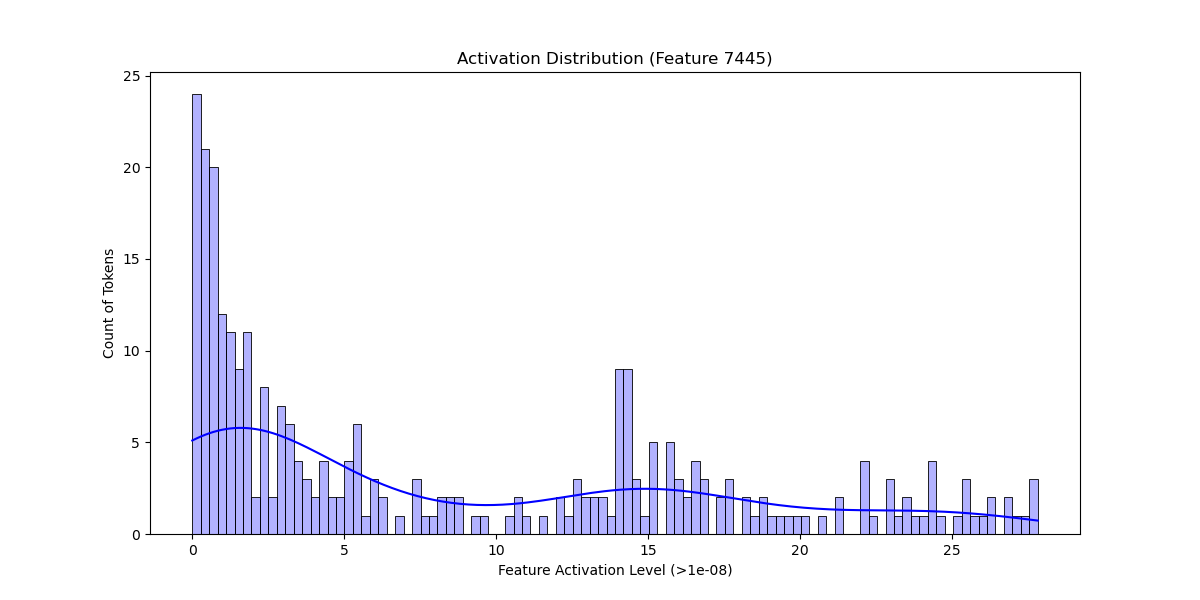 Activation Distribution (Feature 7445)
25
20
15
10
5
0
Count of Tokens
0 5 10 15 20 25
Feature Activation Level (>1e-08)